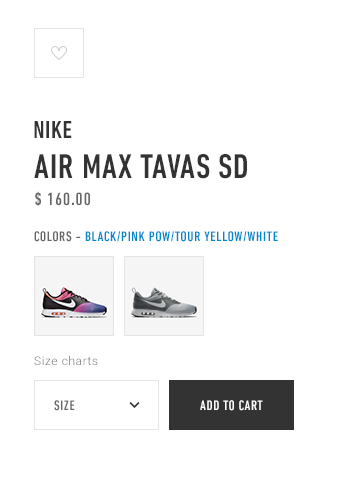 NIKE
AIR MAX TAVAS SD
$ 160.00
COLORS – BLACK/PINK POW/TOUR YELLOW/WHITE
Size charts
SIZE
ADD TO CART